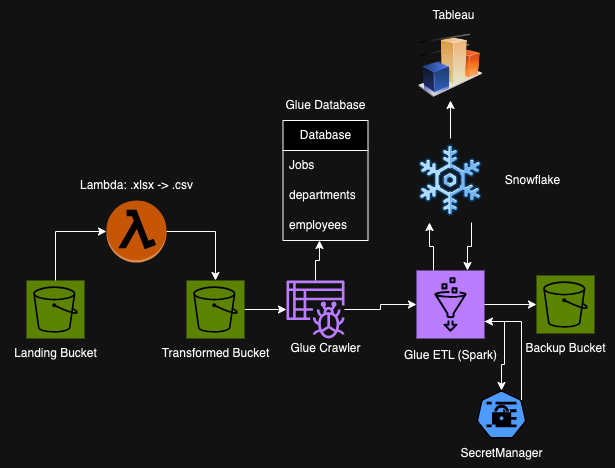 Tableau
Glue Database
Database
Jobs
departments
employees
Snowflake
Lambda: .xlsx -> .csv
Landing Bucket
Transformed Bucket
Glue Crawler
Glue ETL (Spark)
Backup Bucket
SecretManager